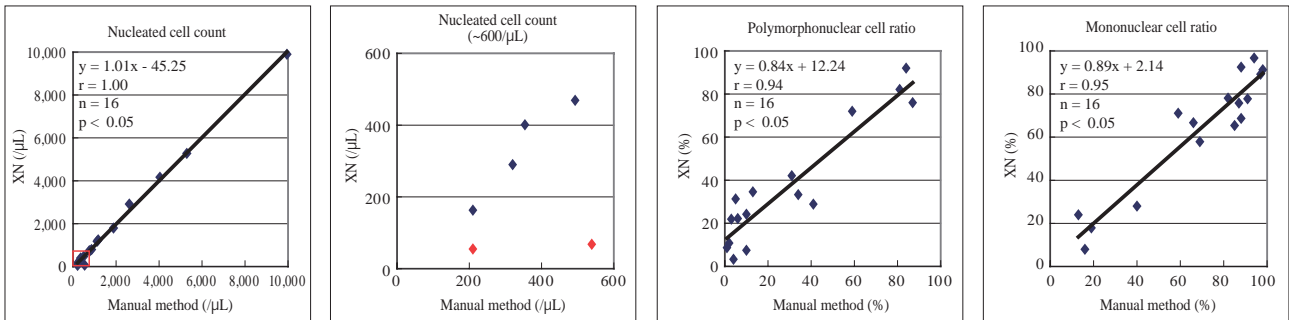 Nucleated cell count
10,000
8,000
6,000
4,000
2,000
0
XN (/µL)
y = 1.01x - 45.25
r = 1.00
n = 16
p < 0.05
0 2,000 4,000 6,000 8,000 10,000
Manual method (/µL)
Nucleated cell count
(~600/µL)
600
400
200
0
XN (/µL)
0 200 400 600
Manual method (/µL)
Polymorphonuclear cell ratio
100
80
60
40
20
0
XN (%)
y = 0.84x + 12.24
r = 0.94
n = 16
p < 0.05
0 20 40 60 80 100
Manual method (%)
Mononuclear cell ratio
100
80
60
40
20
0
XN (%)
y = 0.89x + 2.14
r = 0.95
n = 16
p < 0.05
0 20 40 60 80 100
Manual method (%)